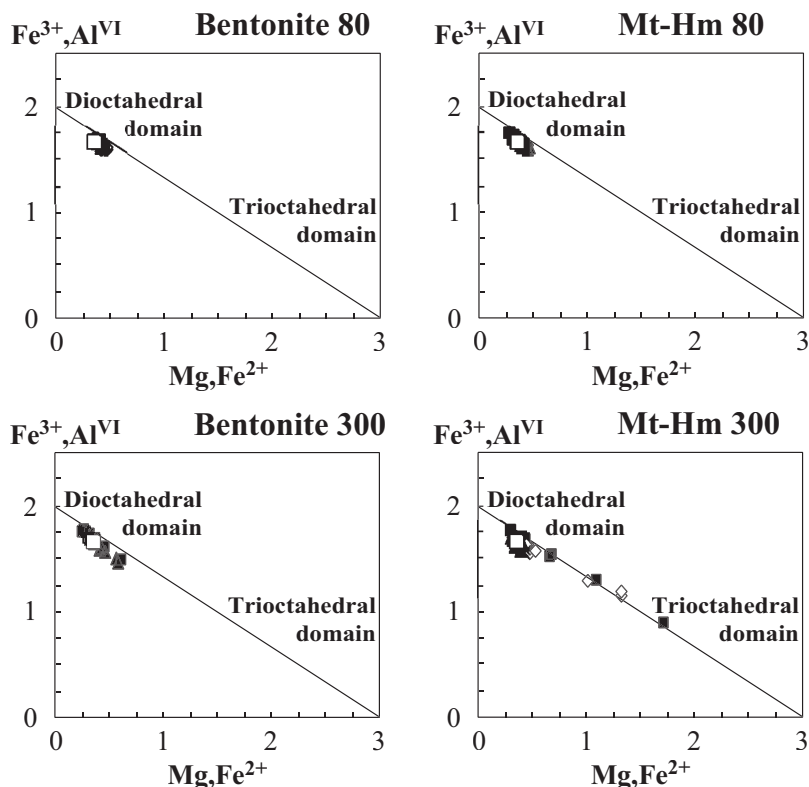 Fe³⁺,Alⱽᴵ
Bentonite 80
2
Dioctahedral
domain
1
Trioctahedral
domain
0
0 1 2 3
Mg,Fe²⁺
Fe³⁺,Alⱽᴵ
Mt-Hm 80
2
Dioctahedral
domain
1
Trioctahedral
domain
0
0 1 2 3
Mg,Fe²⁺
Fe³⁺,Alⱽᴵ
Bentonite 300
2
Dioctahedral
domain
1
Trioctahedral
domain
0
0 1 2 3
Mg,Fe²⁺
Fe³⁺,Alⱽᴵ
Mt-Hm 300
2
Dioctahedral
domain
1
Trioctahedral
domain
0
0 1 2 3
Mg,Fe²⁺